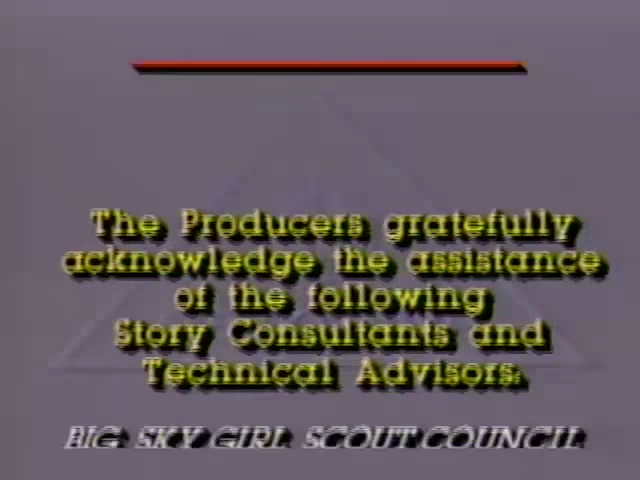 The Producers gratefully
acknowledge the assistance
of the following
Story Consultants and
Technical Advisors.
BIG SKY GIRL SCOUT COUNCIL